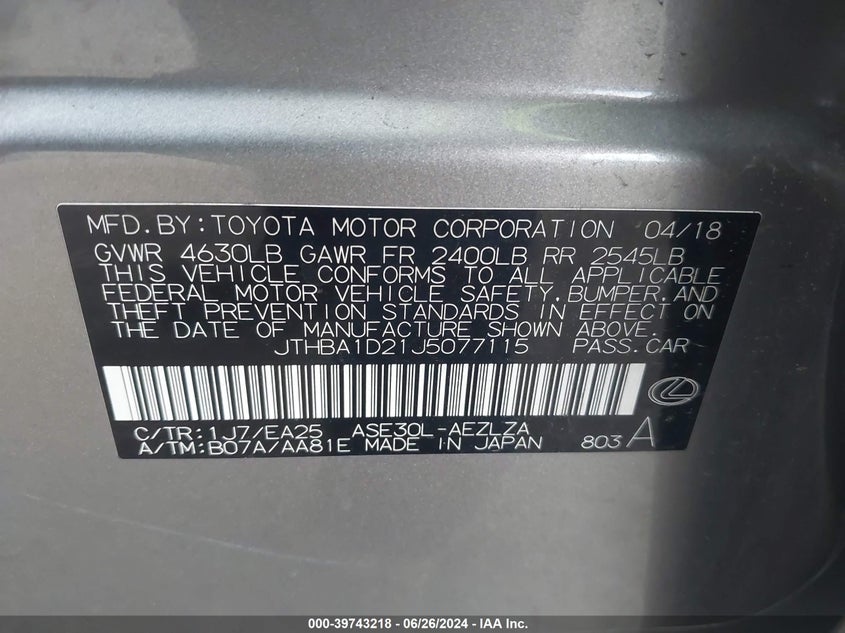 MFD.BY:TOYOTA MOTOR CORPORATION 04/18
GVWR 4630LB GAWR FR 2400LB RR 2545LB
THIS VEHICLE CONFORMS TO ALL APPLICABLE
FEDERAL MOTOR VEHICLE SAFETY,BUMPER,AND
THEFT PREVENTION STANDARDS IN EFFECT ON
THE DATE OF MANUFACTURE SHOWN ABOVE.
JTHBA1D21J5077115 PASS.CAR
C/TR:1J7/EA25 ASE30L-AEZLZA
A/TM:B07A/AA81E MADE IN JAPAN 803 A
000-39743218 - 06/26/2024 - IAA Inc.